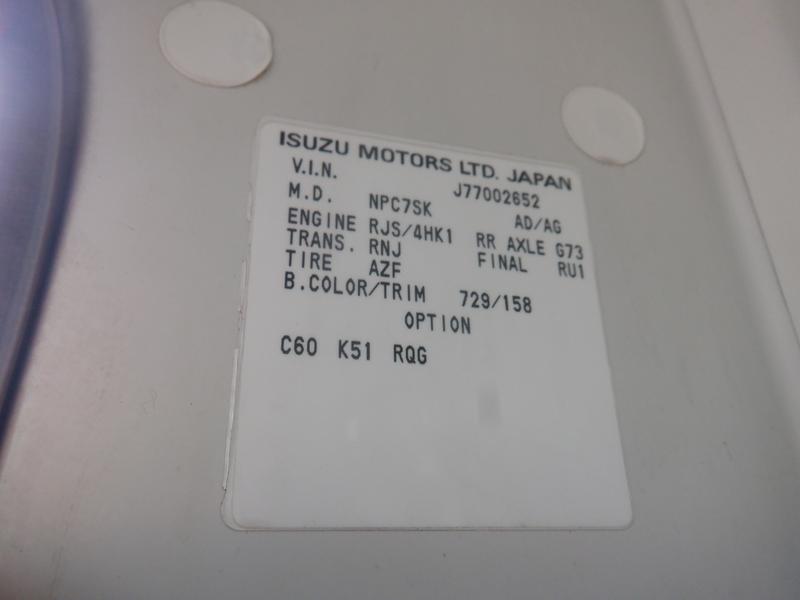 ISUZU MOTORS LTD. JAPAN
V.I.N. J77002652
M.D. NPC7SK AD/AG
ENGINE RJS/4HK1 RR AXLE G73
TRANS. RNJ FINAL RU1
TIRE AZF
B.COLOR/TRIM 729/158
OPTION
C60 K51 RQG